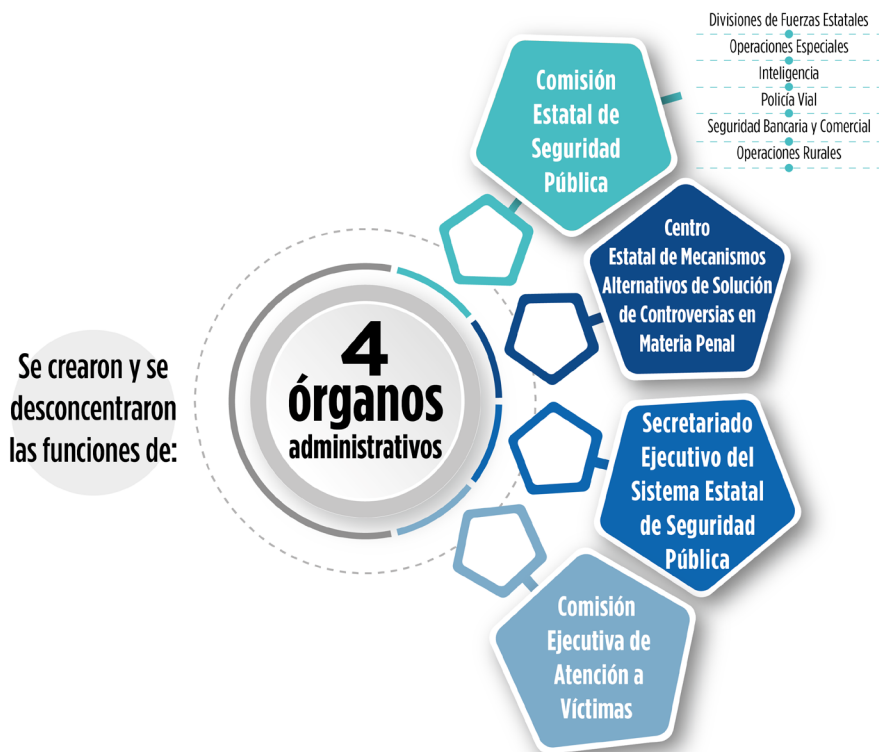 Se crearon y se
desconcentraron
las funciones de:
4
órganos
administrativos
Comisión
Estatal de
Seguridad
Pública
Divisiones de Fuerzas Estatales
Operaciones Especiales
Inteligencia
Policía Vial
Seguridad Bancaria y Comercial
Operaciones Rurales
Centro
Estatal de Mecanismos
Alternativos de Solución
de Controversias en
Materia Penal
Secretariado
Ejecutivo del
Sistema Estatal
de Seguridad
Pública
Comisión
Ejecutiva de
Atención a
Víctimas